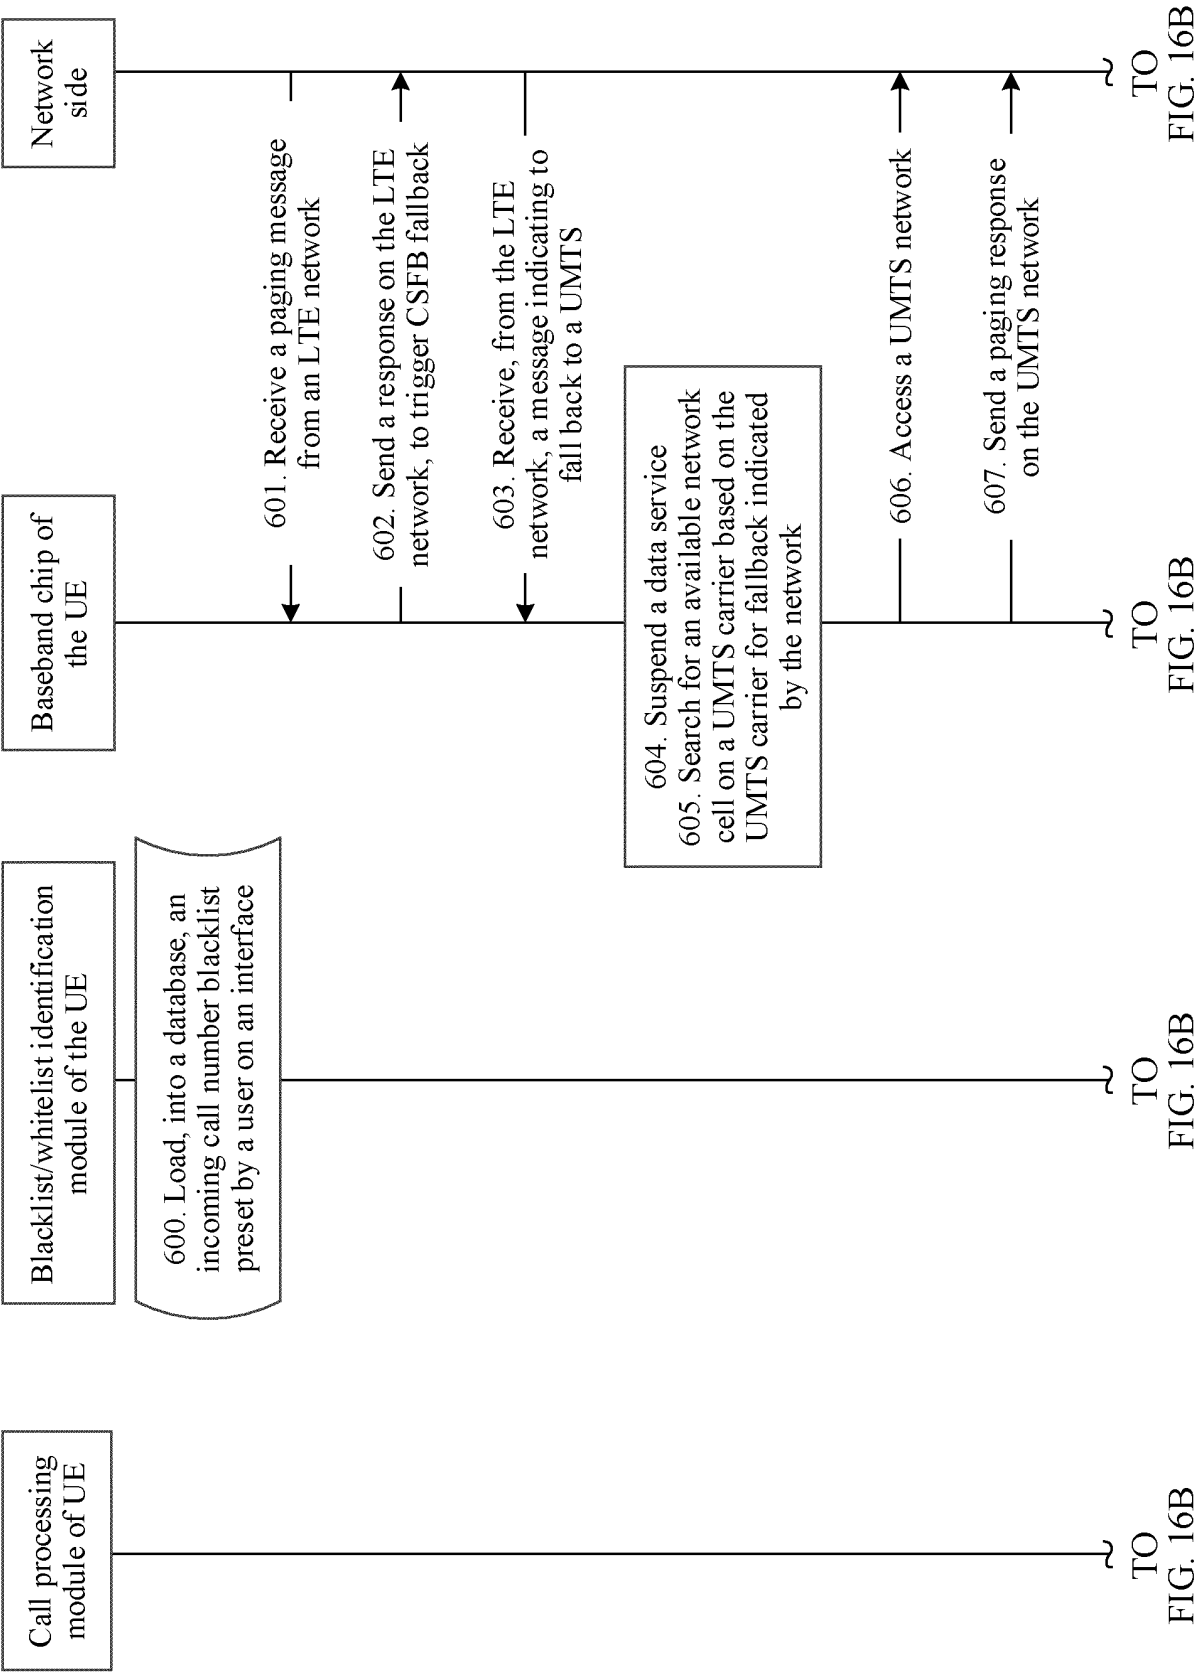 Call processing
module of UE
Blacklist/whitelist identification
module of the UE
Baseband chip of
the UE
Network
side
600. Load, into a database, an
incoming call number blacklist
preset by a user on an interface
601. Receive a paging message
from an LTE network
602. Send a response on the LTE
network, to trigger CSFB fallback
603. Receive, from the LTE
network, a message indicating to
fall back to a UMTS
604. Suspend a data service
605. Search for an available network
cell on a UMTS carrier based on the
UMTS carrier for fallback indicated
by the network
606. Access a UMTS network
607. Send a paging response
on the UMTS network
TO
FIG. 16B
TO
FIG. 16B
TO
FIG. 16B
TO
FIG. 16B